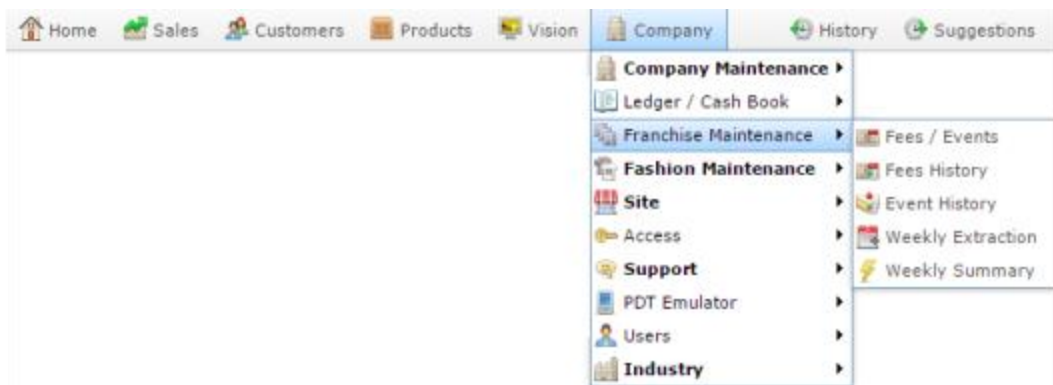 Home Sales Customers Products Vision Company History Suggestions
Company Maintenance
Ledger / Cash Book
Franchise Maintenance Fees / Events
Fashion Maintenance Fees History
Site Event History
Access Weekly Extraction
Support Weekly Summary
PDT Emulator
Users
Industry